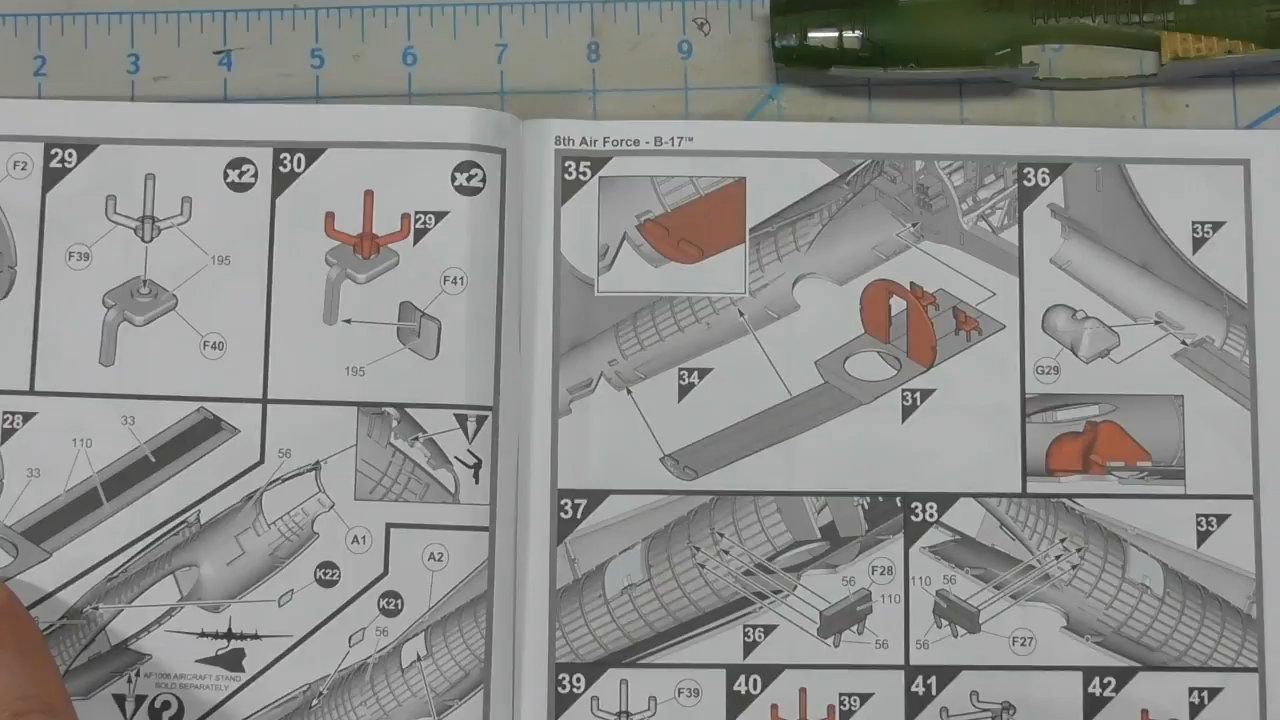 2 3 4 5 6 7 8 9
8th Air Force - B-17™
F2
29
x2
F39
195
F40
30
x2
29
F41
195
28
33
110
33
56
A1
K22
A2
K21
56
AF1006 AIRCRAFT STAND
SOLD SEPARATELY
?
35
34
31
36
35
G29
37
F28
56
110
56
36
38
33
110
56
56
F27
39
F39
40
39
41
42
41